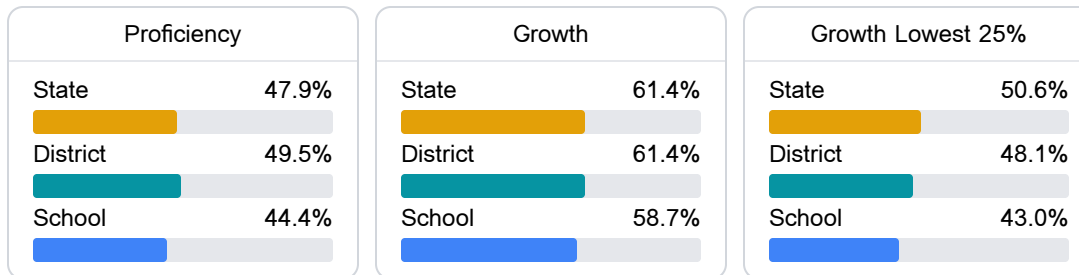 Proficiency
State 47.9%
District 49.5%
School 44.4%
Growth
State 61.4%
District 61.4%
School 58.7%
Growth Lowest 25%
State 50.6%
District 48.1%
School 43.0%